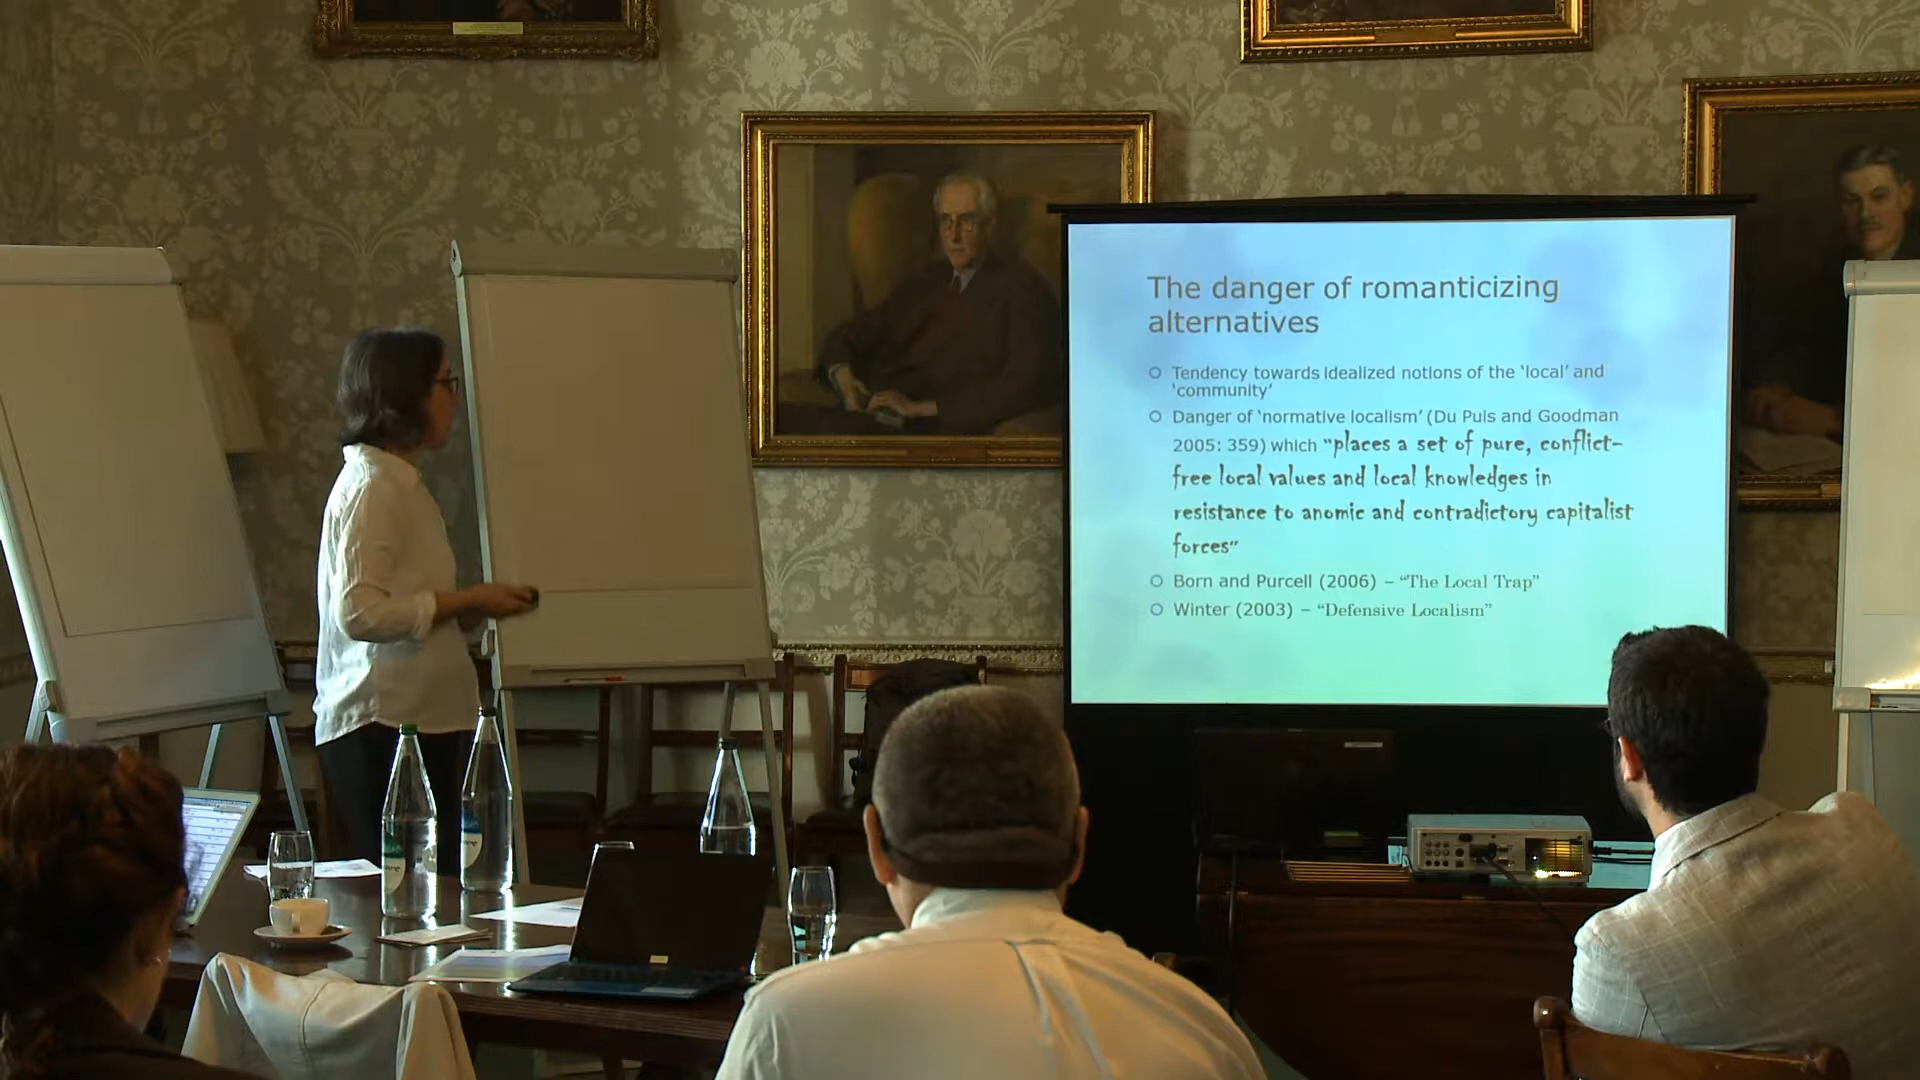 The danger of romanticizing
alternatives
Tendency towards idealized notions of the ‘local’ and
‘community’
Danger of ‘normative localism’ (Du Puis and Goodman
2005: 359) which “places a set of pure, conflict-
free local values and local knowledges in
resistance to anomic and contradictory capitalist
forces”
Born and Purcell (2006) – “The Local Trap”
Winter (2003) – “Defensive Localism”